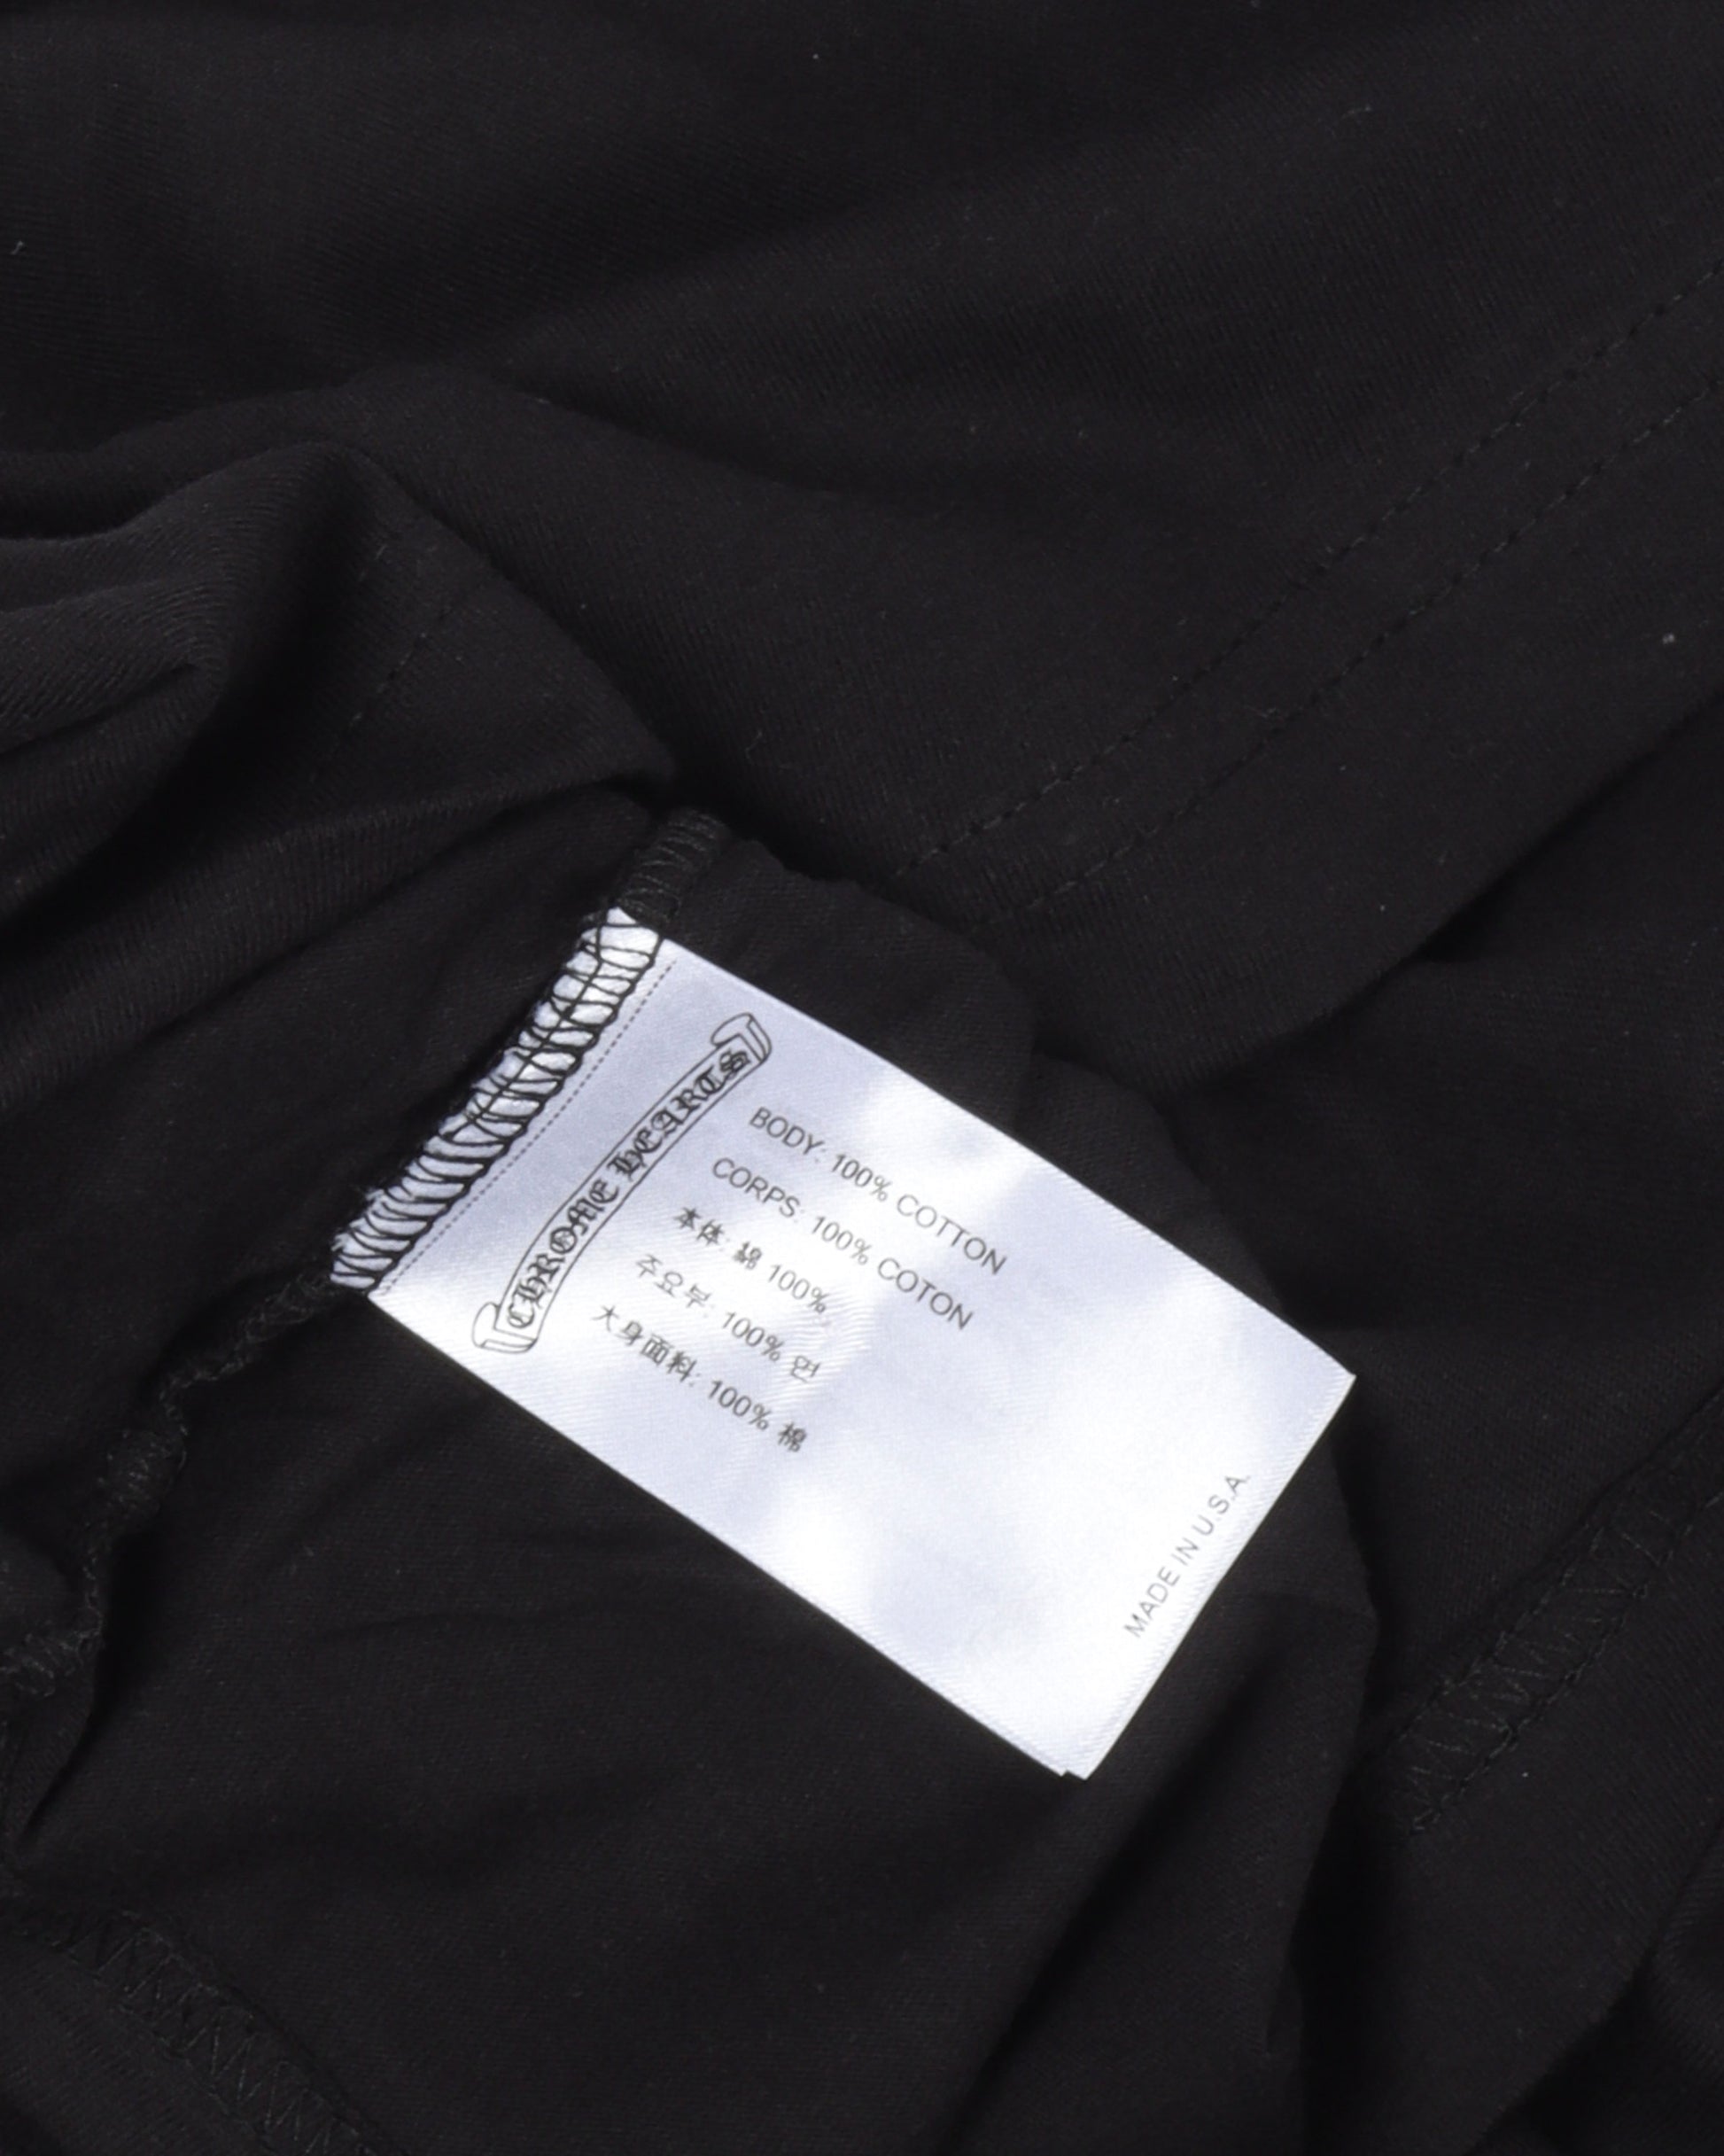 CHROME HEARTS
BODY: 100% COTTON
CORPS: 100% COTON
本体: 綿 100%
주요부: 100% 면
大身面料: 100% 棉
MADE IN U.S.A.